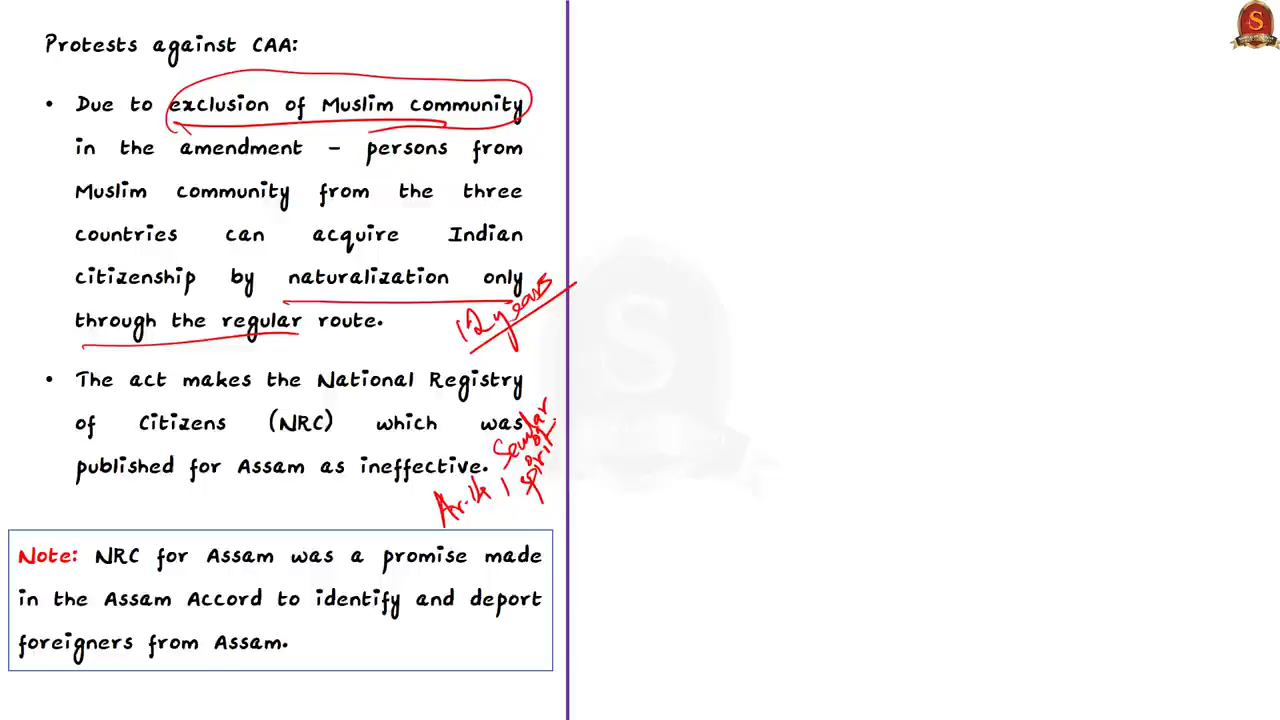 Protests against CAA:
• Due to exclusion of Muslim community
in the amendment – persons from
Muslim community from the three
countries can acquire Indian
citizenship by naturalization only
through the regular route.
12 years
• The act makes the National Registry
of Citizens (NRC) which was
published for Assam as ineffective.
Secular
spirit
Note: NRC for Assam was a promise made
in the Assam Accord to identify and deport
foreigners from Assam.
S
S